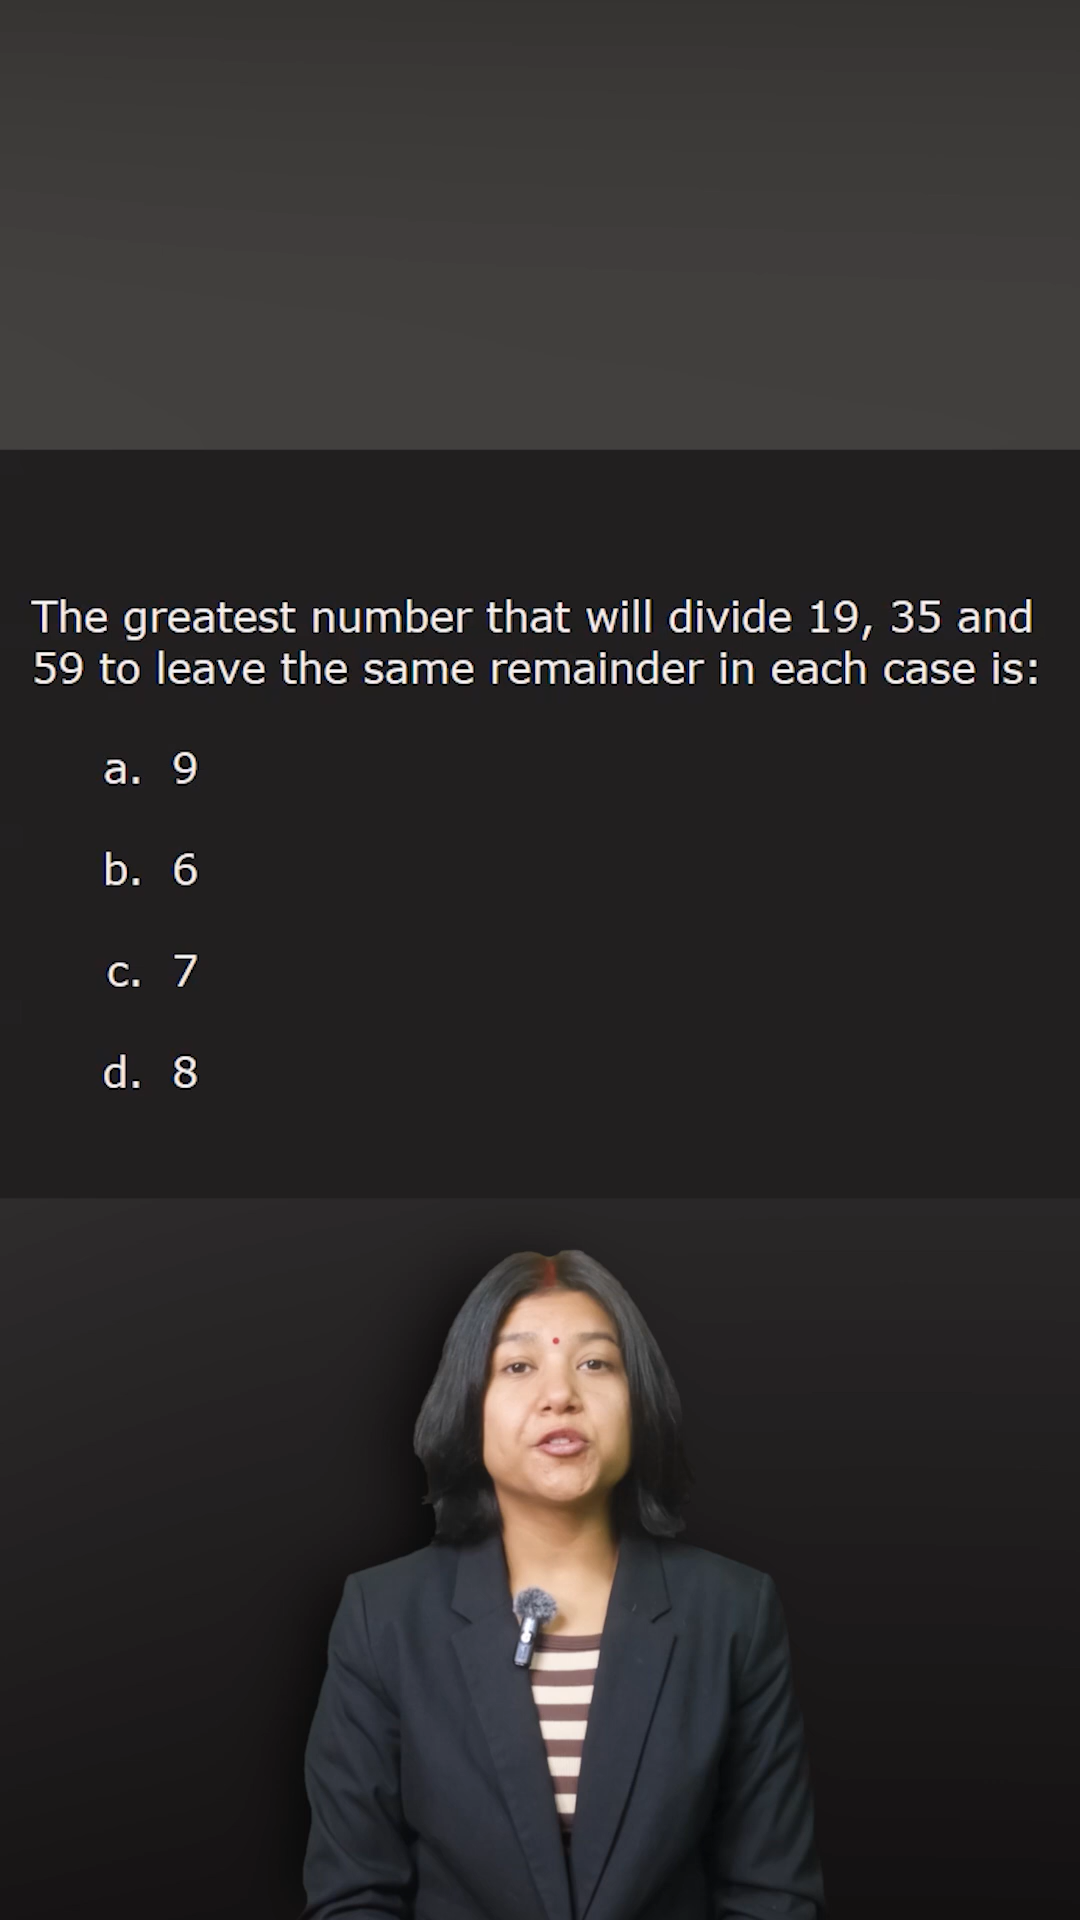 The greatest number that will divide 19, 35 and
59 to leave the same remainder in each case is:
a. 9
b. 6
c. 7
d. 8